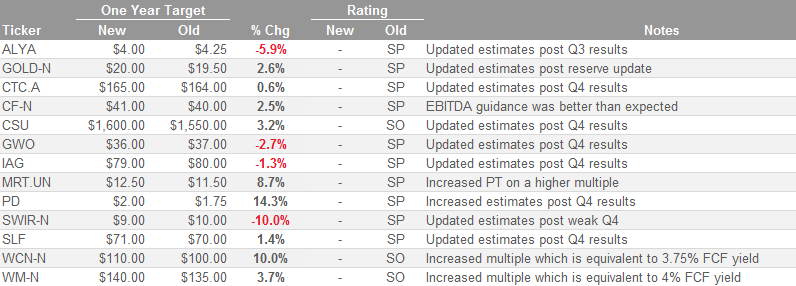 One Year Target Rating
Ticker New Old % Chg New Old Notes
ALYA $4.00 $4.25 -5.9% - SP Updated estimates post Q3 results
GOLD-N $20.00 $19.50 2.6% - SP Updated estimates post reserve update
CTC.A $165.00 $164.00 0.6% - SP Updated estimates post Q4 results
CF-N $41.00 $40.00 2.5% - SP EBITDA guidance was better than expected
CSU $1,600.00 $1,550.00 3.2% - SO Updated estimates post Q4 results
GWO $36.00 $37.00 -2.7% - SP Updated estimates post Q4 results
IAG $79.00 $80.00 -1.3% - SP Updated estimates post Q4 results
MRT.UN $12.50 $11.50 8.7% - SP Increased PT on a higher multiple
PD $2.00 $1.75 14.3% - SP Increased estimates post Q4 results
SWIR-N $9.00 $10.00 -10.0% - SP Updated estimates post weak Q4
SLF $71.00 $70.00 1.4% - SP Updated estimates post Q4 results
WCN-N $110.00 $100.00 10.0% - SO Increased multiple which is equivalent to 3.75% FCF yield
WM-N $140.00 $135.00 3.7% - SO Increased multiple which is equivalent to 4% FCF yield